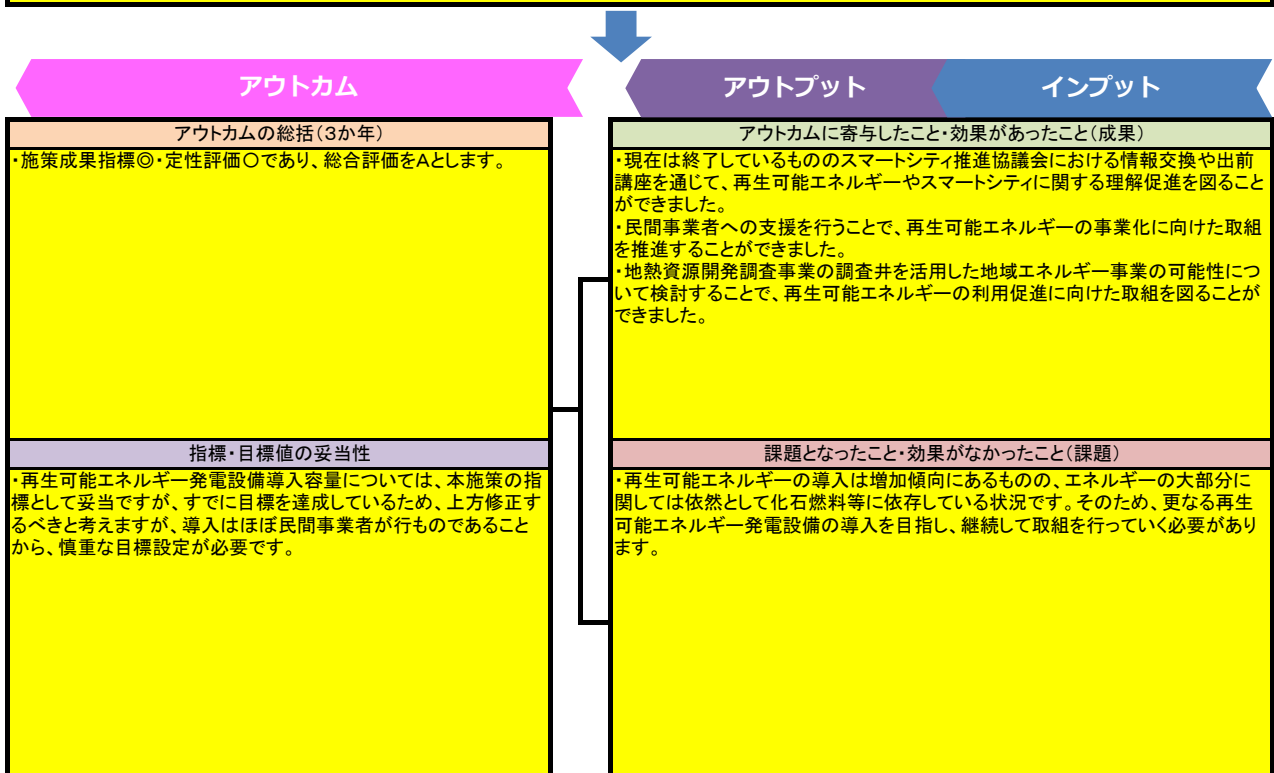 アウトカム
アウトプット
インプット
アウトカムの総括(3か年)
・施策成果指標◎・定性評価○であり、総合評価をAとします。
アウトカムに寄与したこと・効果があったこと(成果)
・現在は終了しているもののスマートシティ推進協議会における情報交換や出前
講座を通じて、再生可能エネルギーやスマートシティに関する理解促進を図ること
ができました。
・民間事業者への支援を行うことで、再生可能エネルギーの事業化に向けた取組
を推進することができました。
・地熱資源開発調査事業の調査井を活用した地域エネルギー事業の可能性につ
いて検討することで、再生可能エネルギーの利用促進に向けた取組を図ることが
できました。
指標・目標値の妥当性
・再生可能エネルギー発電設備導入容量については、本施策の指
標として妥当ですが、すでに目標を達成しているため、上方修正す
るべきと考えますが、導入はほぼ民間事業者が行ものであること
から、慎重な目標設定が必要です。
課題となったこと・効果がなかったこと(課題)
・再生可能エネルギーの導入は増加傾向にあるものの、エネルギーの大部分に
関しては依然として化石燃料等に依存している状況です。そのため、更なる再生
可能エネルギー発電設備の導入を目指し、継続して取組を行っていく必要があり
ます。